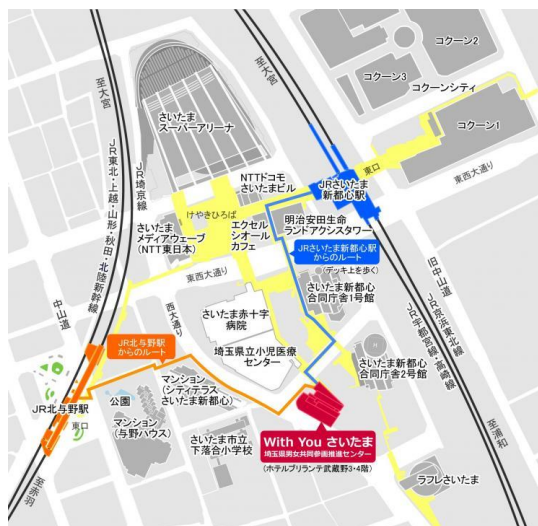 コクーン2
コクーン3
コクーンシティ
コクーン1
至大宮
至大宮
さいたま
スーパーアリーナ
JR埼京線
JR東北・上越・山形・秋田・北陸新幹線
NTTドコモ
さいたまビル
JRさいたま
新都心駅
東口
東西大通り
けやきひろば
エクセル
シオール
カフェ
明治安田生命
ランドアクシスタワー
さいたま
メディアウェーブ
(NTT東日本)
JRさいたま新都心駅
からのルート
(デッキ上を歩く)
東西大通り
中山道
西大通り
さいたま赤十字
病院
さいたま新都心
合同庁舎1号館
旧中山道
JR京浜東北線
JR宇都宮線・高崎線
埼玉県立小児医療
センター
さいたま新都心
合同庁舎2号館
JR北与野駅
からのルート
JR北与野駅
東口
公園
マンション
(シティテラス
さいたま新都心)
マンション
(与野ハウス)
さいたま市立
下落合小学校
With You さいたま
埼玉県男女共同参画推進センター
(ホテルブリランテ武蔵野3・4階)
ラフレさいたま
至赤羽
至浦和